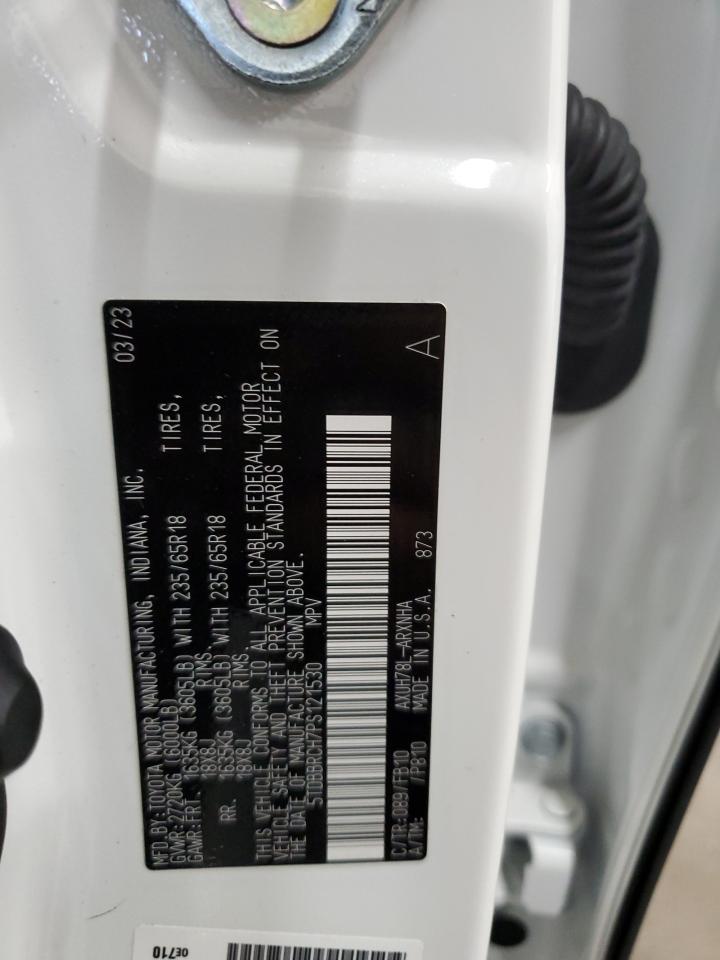 MFD.BY:TOYOTA MOTOR MANUFACTURING, INDIANA, INC. 03/23
GVWR:2720KG (6000LB)
GAWR:FRT 1635KG (3605LB) WITH 235/65R18 TIRES,
18X8J RIMS.
RR. 1635KG (3605LB) WITH 235/65R18 TIRES,
18X8J RIMS.
THIS VEHICLE CONFORMS TO ALL APPLICABLE FEDERAL MOTOR
VEHICLE SAFETY AND THEFT PREVENTION STANDARDS IN EFFECT ON
THE DATE OF MANUFACTURE SHOWN ABOVE.
5TDBBRCH7PS121530 MPV
C/TR:089/FB10 AXUH78L-ARXNHA
A/TM: /P810 MADE IN U.S.A. 873 A
0E710